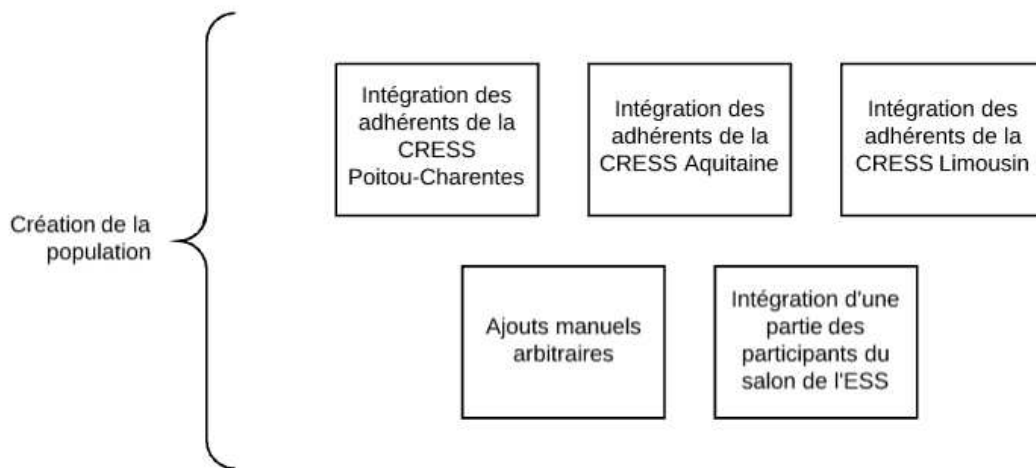 Création de la
population
Intégration des
adhérents de la
CRESS
Poitou-Charentes
Intégration des
adhérents de la
CRESS Aquitaine
Intégration des
adhérents de la
CRESS Limousin
Ajouts manuels
arbitraires
Intégration d'une
partie des
participants du
salon de l'ESS